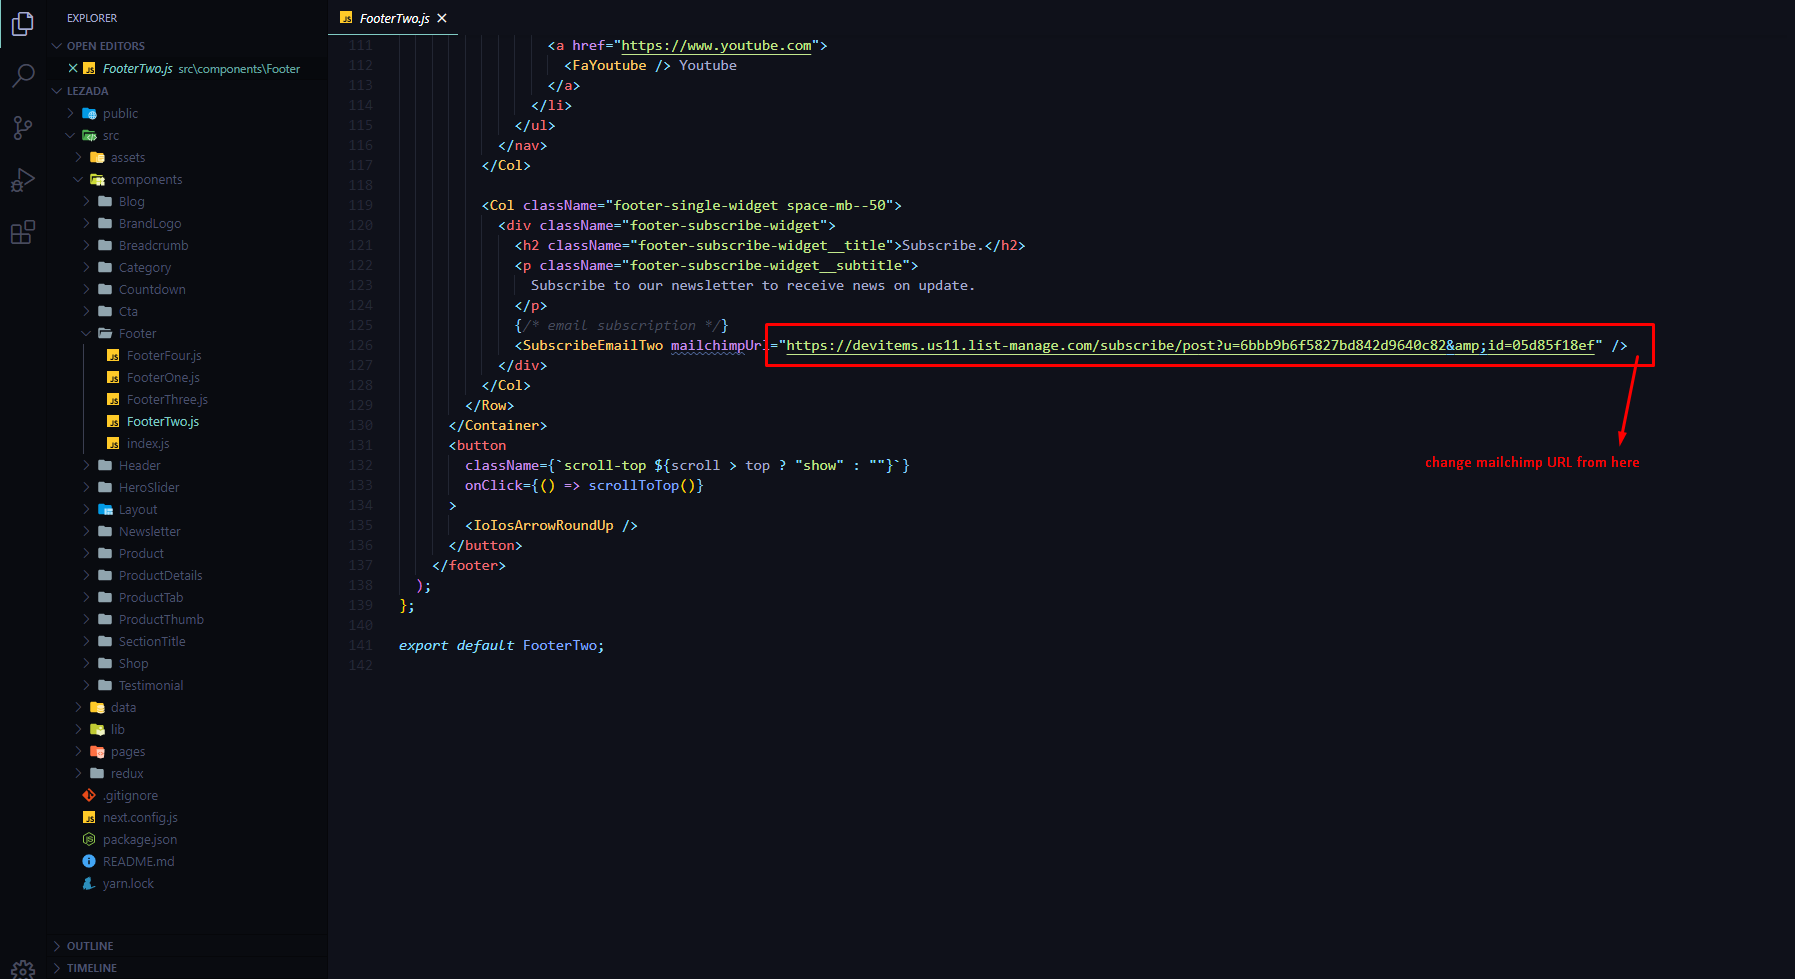 EXPLORER
OPEN EDITORS
FooterTwo.js src\components\Footer
LEZADA
public
src
assets
components
Blog
BrandLogo
Breadcrumb
Category
Countdown
Cta
Footer
FooterFour.js
FooterOne.js
FooterThree.js
FooterTwo.js
index.js
Header
HeroSlider
Layout
Newsletter
Product
ProductDetails
ProductTab
ProductThumb
SectionTitle
Shop
Testimonial
data
lib
pages
redux
.gitignore
next.config.js
package.json
README.md
yarn.lock
OUTLINE
TIMELINE
JS FooterTwo.js
111 <a href="https://www.youtube.com">
112 <FaYoutube /> Youtube
113 </a>
114 </li>
115 </ul>
116 </nav>
117 </Col>
118
119 <Col className="footer-single-widget space-mb--50">
120 <div className="footer-subscribe-widget">
121 <h2 className="footer-subscribe-widget__title">Subscribe.</h2>
122 <p className="footer-subscribe-widget__subtitle">
123 Subscribe to our newsletter to receive news on update.
124 </p>
125 {/* email subscription */}
126 <SubscribeEmailTwo mailchimpUrl="https://devitems.us11.list-manage.com/subscribe/post?u=6bbb9b6f5827bd842d9640c82&amp;id=05d85f18ef" />
127 </div>
128 </Col>
129 </Row>
130 </Container>
131 <button
132 className={`scroll-top ${scroll > top ? "show" : ""}`}
133 onClick={() => scrollToTop()}
134 >
135 <IoIosArrowRoundUp />
136 </button>
137 </footer>
138 );
139 };
140
141 export default FooterTwo;
142
change mailchimp URL from here